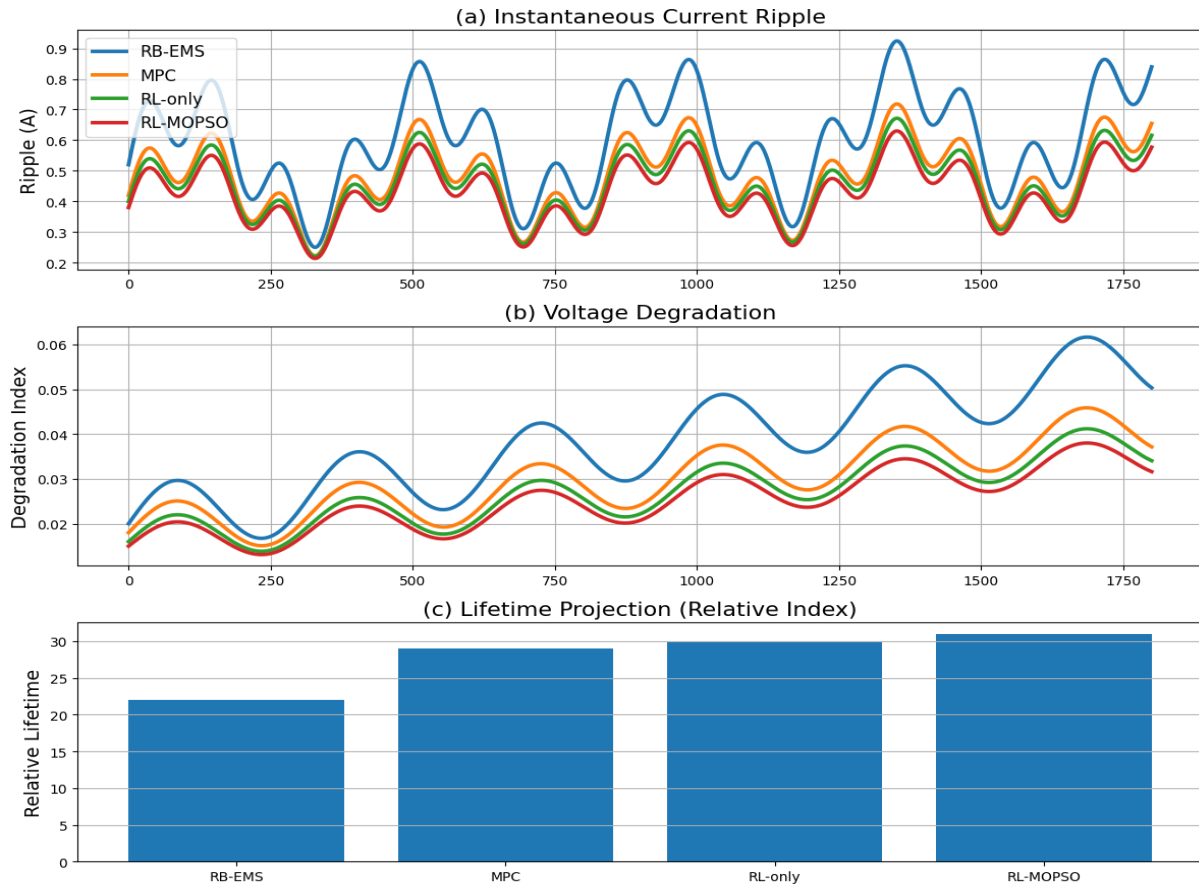 (a) Instantaneous Current Ripple
Ripple (A)
0.9
0.8
0.7
0.6
0.5
0.4
0.3
0.2
RB-EMS
MPC
RL-only
RL-MOPSO
0 250 500 750 1000 1250 1500 1750
(b) Voltage Degradation
Degradation Index
0.06
0.05
0.04
0.03
0.02
0 250 500 750 1000 1250 1500 1750
(c) Lifetime Projection (Relative Index)
Relative Lifetime
30
25
20
15
10
5
0
RB-EMS MPC RL-only RL-MOPSO